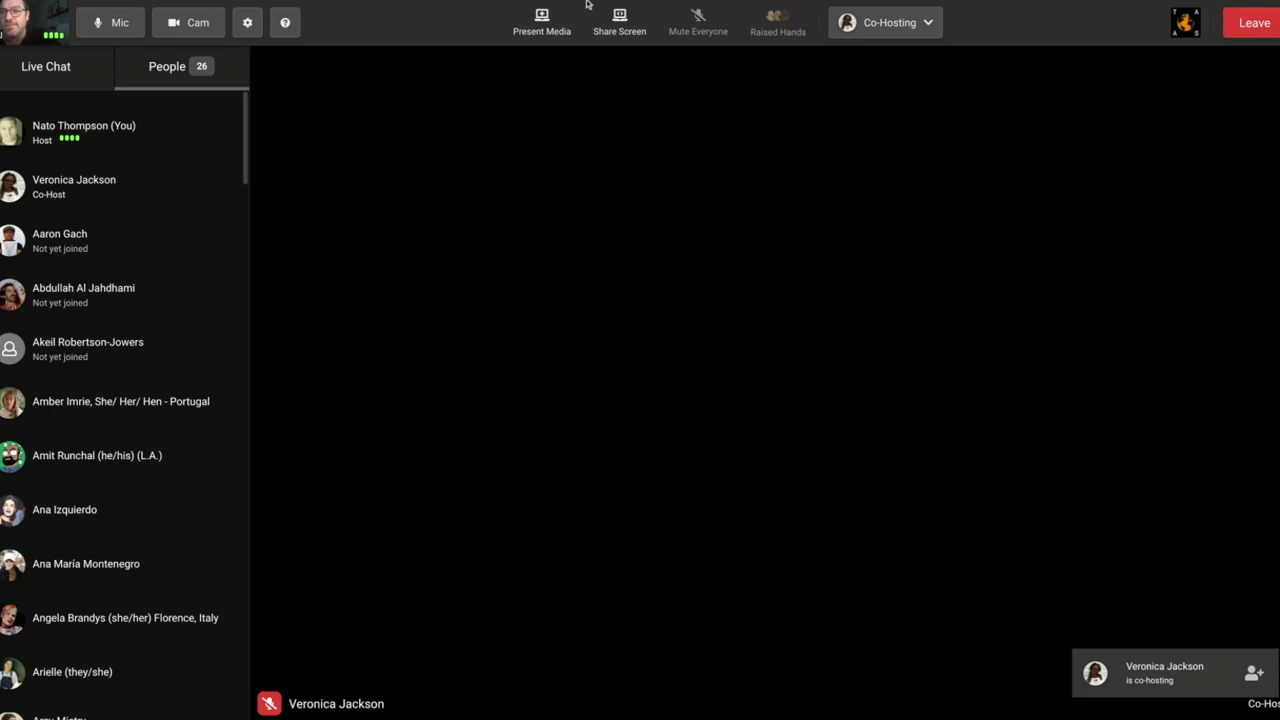 Mic
Cam
Present Media
Share Screen
Mute Everyone
Raised Hands
Co-Hosting
T A
A S
Leave
Live Chat
People 26
Nato Thompson (You)
Host
Veronica Jackson
Co-Host
Aaron Gach
Not yet joined
Abdullah Al Jahdhami
Not yet joined
Akeil Robertson-Jowers
Not yet joined
Amber Imrie, She/ Her/ Hen - Portugal
Amit Runchal (he/his) (L.A.)
Ana Izquierdo
Ana María Montenegro
Angela Brandys (she/her) Florence, Italy
Arielle (they/she)
Veronica Jackson
is co-hosting
Veronica Jackson
Co-Hos